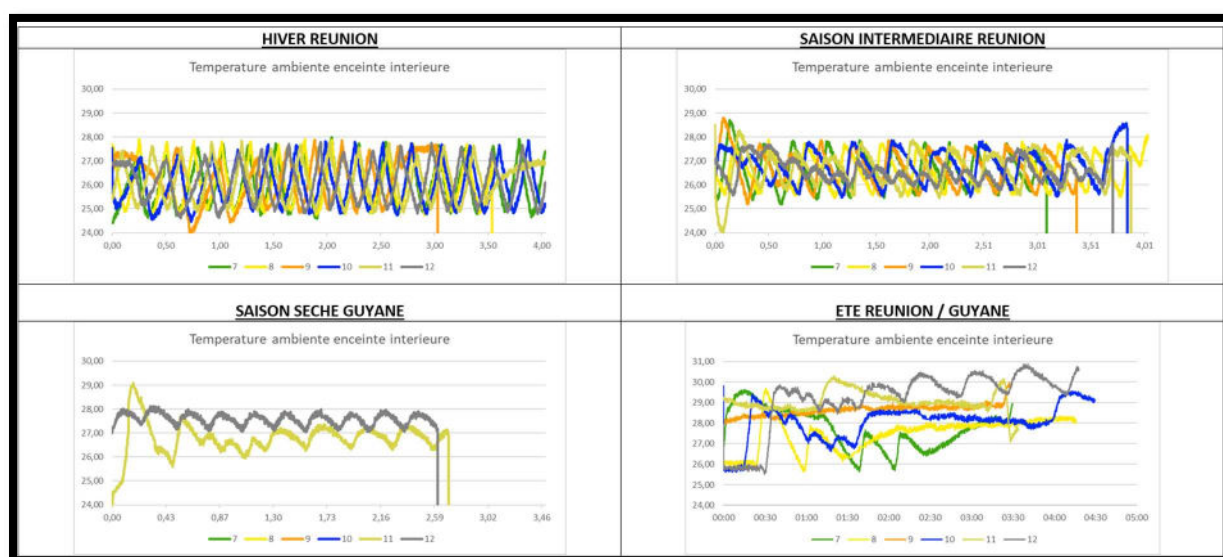 HIVER REUNION
Temperature ambiente enceinte interieure
30,00
29,00
28,00
27,00
26,00
25,00
24,00
0,00 0,50 1,00 1,50 2,00 2,50 3,00 3,50 4,00
7 8 9 10 11 12
SAISON INTERMEDIAIRE REUNION
Temperature ambiente enceinte interieure
30,00
29,00
28,00
27,00
26,00
25,00
24,00
0,00 0,50 1,00 1,50 2,00 2,51 3,01 3,51 4,01
7 8 9 10 11 12
SAISON SECHE GUYANE
Temperature ambiente enceinte interieure
30,00
29,00
28,00
27,00
26,00
25,00
24,00
0,00 0,43 0,87 1,30 1,73 2,16 2,59 3,02 3,46
7 8 9 10 11 12
ETE REUNION / GUYANE
Temperature ambiente enceinte interieure
31,00
30,00
29,00
28,00
27,00
26,00
25,00
24,00
00:00 00:30 01:00 01:30 02:00 02:30 03:00 03:30 04:00 04:30 05:00
7 8 9 10 11 12